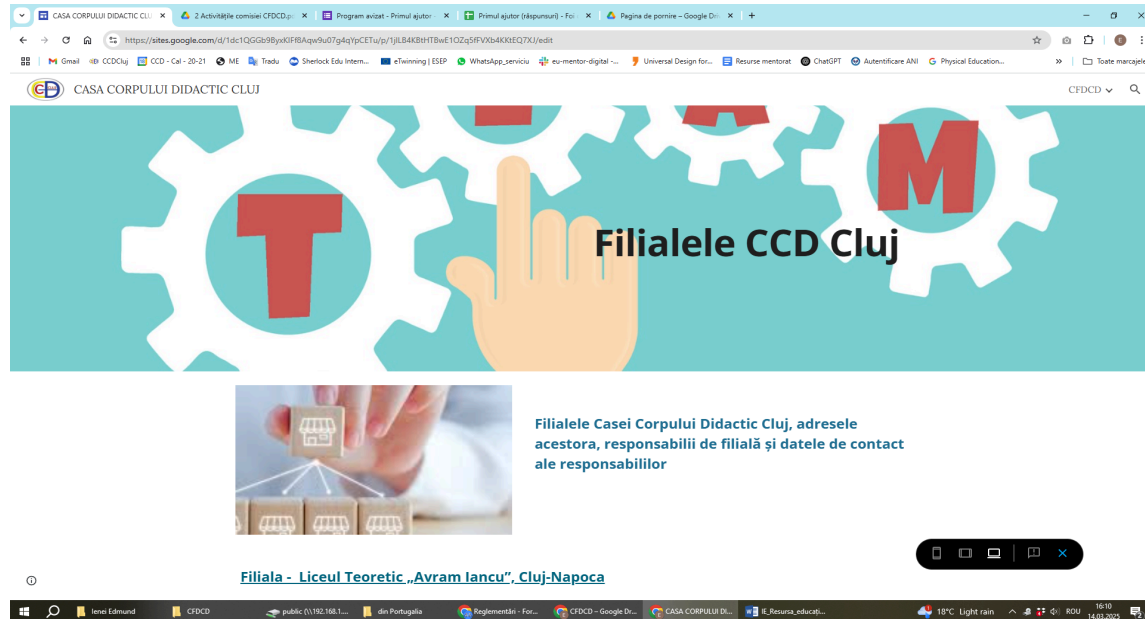 CASA CORPULUI DIDACTIC CLU
2 Activitățile comisiei CFDCD.p
Program avizat - Primul ajutor -
Primul ajutor (răspunsuri) - Foi
Pagina de pornire – Google Dri
https://sites.google.com/d/1dc1QGGb9ByxKlFf8Aqw9u07g4qYpCETu/p/1jlLB4K8tHTBwE1OZq5fFVXb4KKtEQ7XJ/edit
Gmail
CCDCluj
CCD - Cal - 20-21
ME
Tradu
Sherlock Edu Intern...
eTwinning | ESEP
WhatsApp_serviciu
eu-mentor-digital -...
Universal Design for...
Resurse mentorat
ChatGPT
Autentificare ANI
Physical Education...
Toate marcajele
CCD
CASA CORPULUI DIDACTIC CLUJ
CFDCD
T
M
Filialele CCD Cluj
Filialele Casei Corpului Didactic Cluj, adresele
acestora, responsabilii de filială și datele de contact
ale responsabililor
Filiala - Liceul Teoretic „Avram Iancu”, Cluj-Napoca
Ienei Edmund
CFDCD
public (\\192.168.1....
din Portugalia
Reglementări - For...
CFDCD – Google Dr...
CASA CORPULUI DI...
IE_Resursa_educați...
18°C Light rain
ROU
16:10
14.03.2025